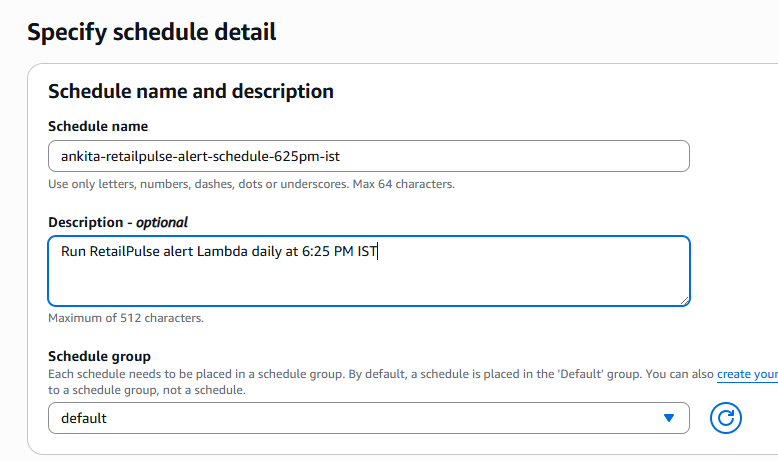 Specify schedule detail
Schedule name and description
Schedule name
ankita-retailpulse-alert-schedule-625pm-ist
Use only letters, numbers, dashes, dots or underscores. Max 64 characters.
Description - optional
Run RetailPulse alert Lambda daily at 6:25 PM IST
Maximum of 512 characters.
Schedule group
Each schedule needs to be placed in a schedule group. By default, a schedule is placed in the 'Default' group. You can also create your
to a schedule group, not a schedule.
default